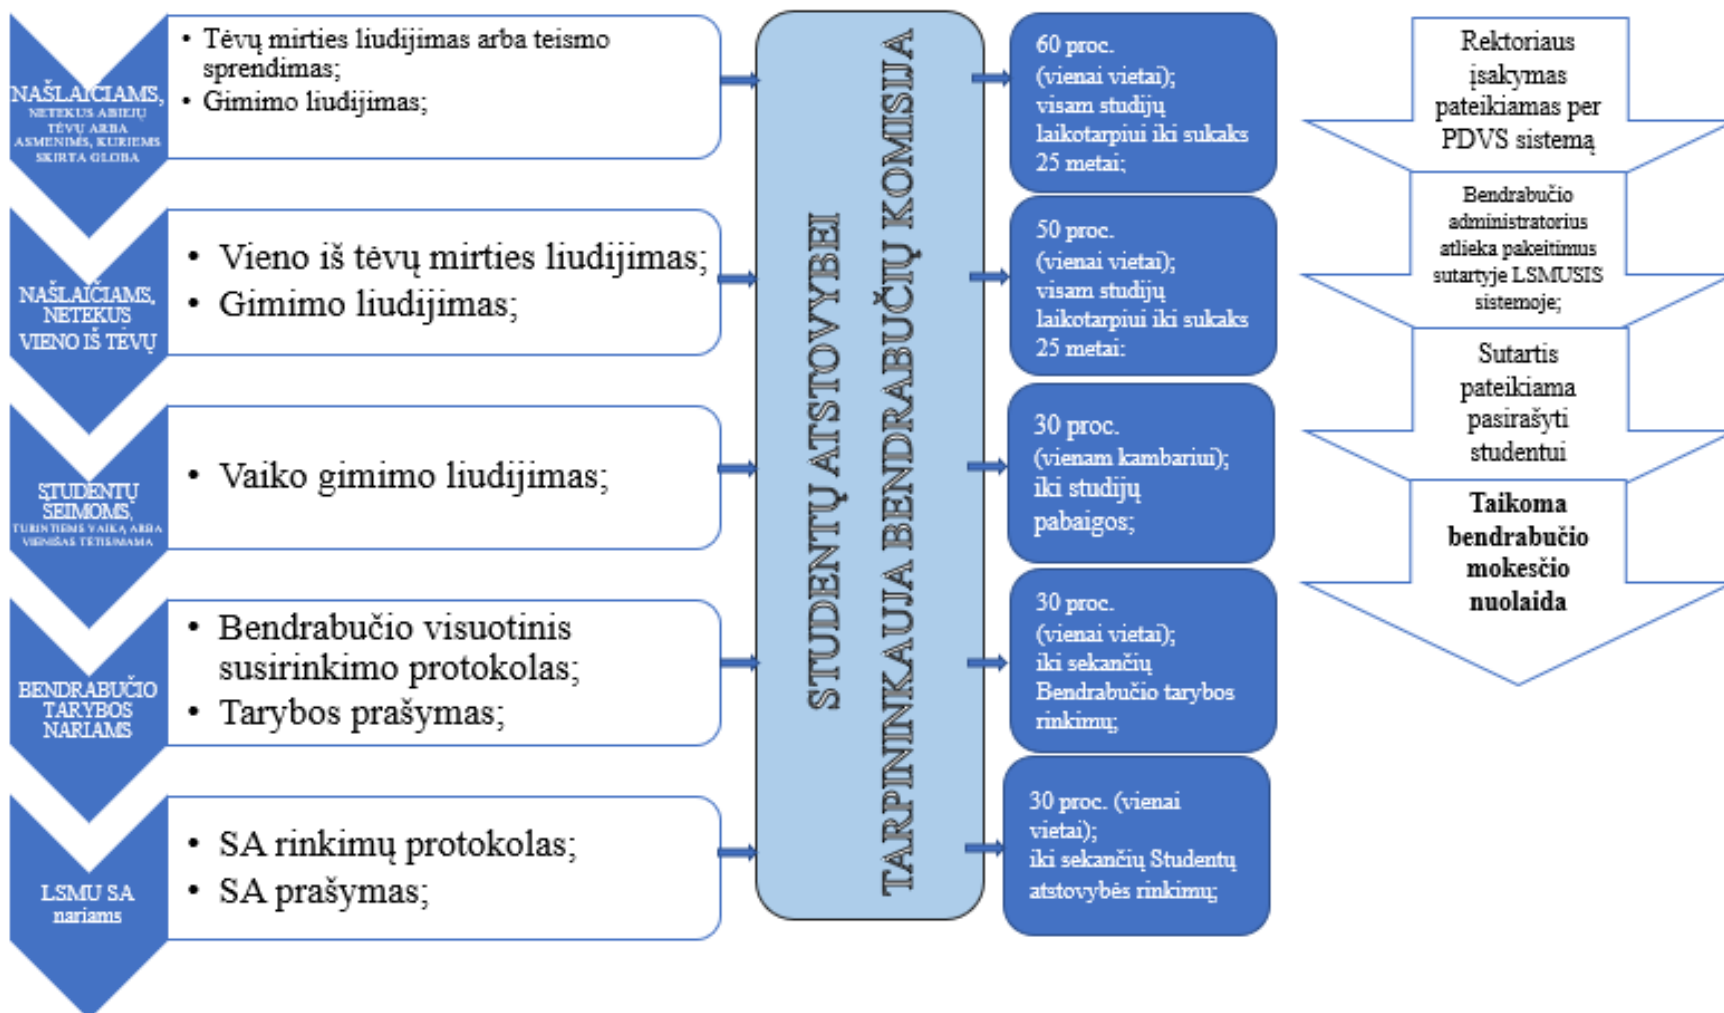 NAŠLAIČIAMS,
NETEKUS ABIEJŲ
TĖVŲ ARBA
ASMENIMS, KURIEMS
SKIRTA GLOBA
• Tėvų mirties liudijimas arba teismo
sprendimas;
• Gimimo liudijimas;
NAŠLAIČIAMS,
NETEKUS
VIENO IŠ TĖVŲ
• Vieno iš tėvų mirties liudijimas;
• Gimimo liudijimas;
STUDENTŲ
ŠEIMOMS,
TURINTIEMS VAIKĄ ARBA
VIENIŠAS TĖTIS/MAMA
• Vaiko gimimo liudijimas;
BENDRABUČIO
TARYBOS
NARIAMS
• Bendrabučio visuotinis
susirinkimo protokolas;
• Tarybos prašymas;
LSMU SA
nariams
• SA rinkimų protokolas;
• SA prašymas;
STUDENTŲ ATSTOVYBEI
TARPININKAUJA BENDRABUČIŲ KOMISIJA
60 proc.
(vienai vietai);
visam studijų
laikotarpiui iki sukaks
25 metai;
50 proc.
(vienai vietai);
visam studijų
laikotarpiui iki sukaks
25 metai:
30 proc.
(vienam kambariui);
iki studijų
pabaigos;
30 proc.
(vienai vietai);
iki sekančių
Bendrabučio tarybos
rinkimų;
30 proc. (vienai
vietai);
iki sekančių Studentų
atstovybės rinkimų;
Rektoriaus
įsakymas
pateikiamas per
PDVS sistemą
Bendrabučio
administratorius
atlieka pakeitimus
sutartyje LSMUSIS
sistemoje;
Sutartis
pateikiama
pasirašyti
studentui
Taikoma
bendrabučio
mokesčio
nuolaida